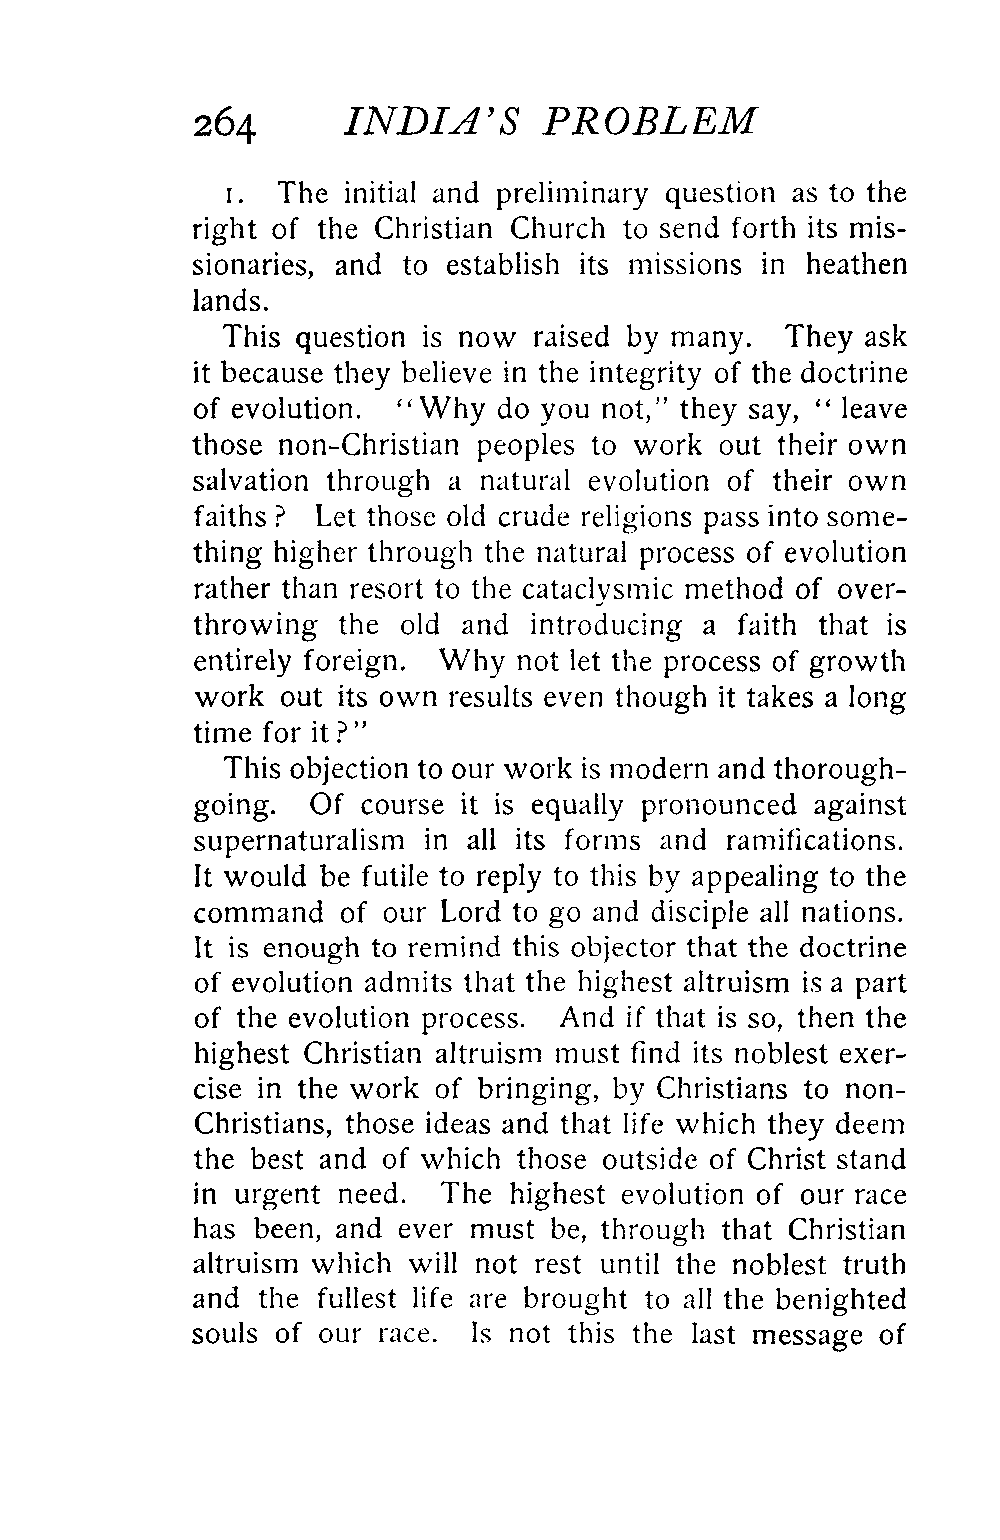 264 INDIA'S PROBLEM
1. The initial and preliminary question as to the
right of the Christian Church to send forth its mis-
sionaries, and to establish its missions in heathen
lands.
This question is now raised by many. They ask
it because they believe in the integrity of the doctrine
of evolution. "Why do you not," they say, "leave
those non-Christian peoples to work out their own
salvation through a natural evolution of their own
faiths? Let those old crude religions pass into some-
thing higher through the natural process of evolution
rather than resort to the cataclysmic method of over-
throwing the old and introducing a faith that is
entirely foreign. Why not let the process of growth
work out its own results even though it takes a long
time for it?"
This objection to our work is modern and thorough-
going. Of course it is equally pronounced against
supernaturalism in all its forms and ramifications.
It would be futile to reply to this by appealing to the
command of our Lord to go and disciple all nations.
It is enough to remind this objector that the doctrine
of evolution admits that the highest altruism is a part
of the evolution process. And if that is so, then the
highest Christian altruism must find its noblest exer-
cise in the work of bringing, by Christians to non-
Christians, those ideas and that life which they deem
the best and of which those outside of Christ stand
in urgent need. The highest evolution of our race
has been, and ever must be, through that Christian
altruism which will not rest until the noblest truth
and the fullest life are brought to all the benighted
souls of our race. Is not this the last message of